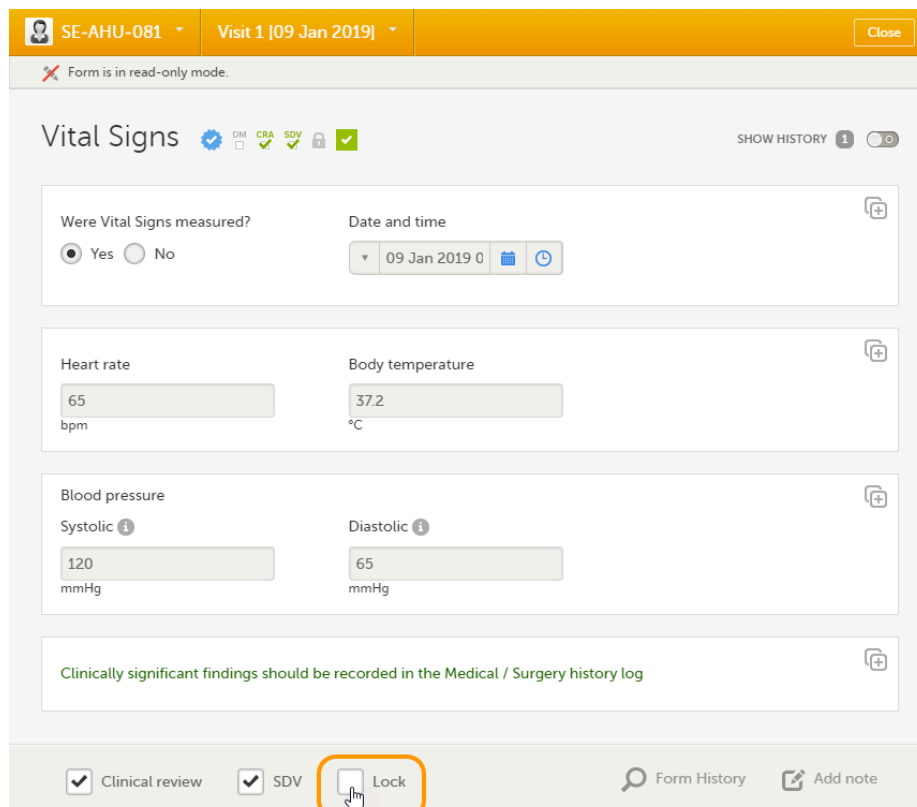 SE-AHU-081 Visit 1 [09 Jan 2019] Close
Form is in read-only mode.
Vital Signs DM CRA SDV SHOW HISTORY 1
Were Vital Signs measured? Date and time
Yes No 09 Jan 2019 0
Heart rate Body temperature
65 37.2
bpm °C
Blood pressure
Systolic Diastolic
120 65
mmHg mmHg
Clinically significant findings should be recorded in the Medical / Surgery history log
Clinical review SDV Lock Form History Add note